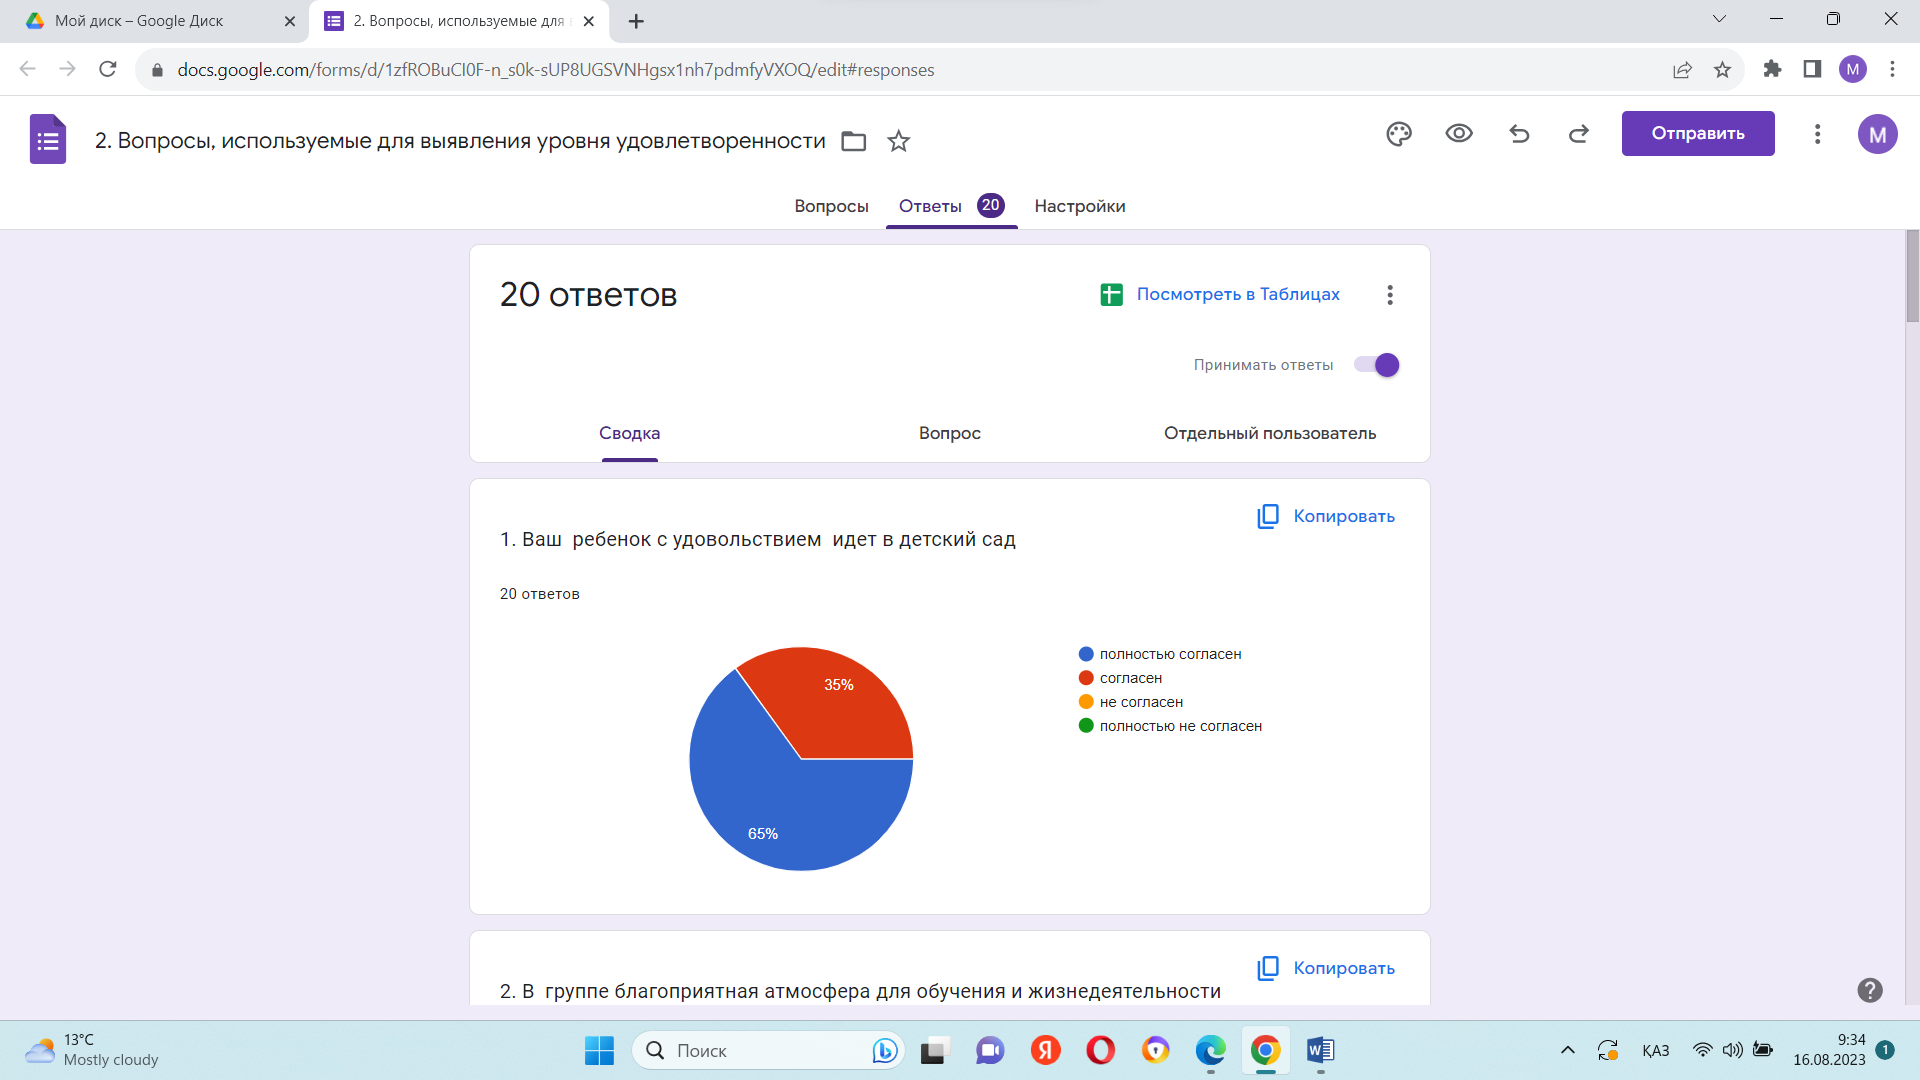 Мой диск – Google Диск
2. Вопросы, используемые для
docs.google.com/forms/d/1zfROBuCI0F-n_s0k-sUP8UGSVNHgsx1nh7pdmfyVXOQ/edit#responses
M
2. Вопросы, используемые для выявления уровня удовлетворенности
Отправить
M
Вопросы
Ответы 20
Настройки
20 ответов
Посмотреть в Таблицах
Принимать ответы
Сводка
Вопрос
Отдельный пользователь
Копировать
1. Ваш  ребенок с удовольствием  идет в детский сад
20 ответов
полностью согласен
согласен
не согласен
полностью не согласен
35%
65%
Копировать
2. В  группе благоприятная атмосфера для обучения и жизнедеятельности
13°C
Mostly cloudy
Поиск
ҚАЗ
9:34
16.08.2023
1